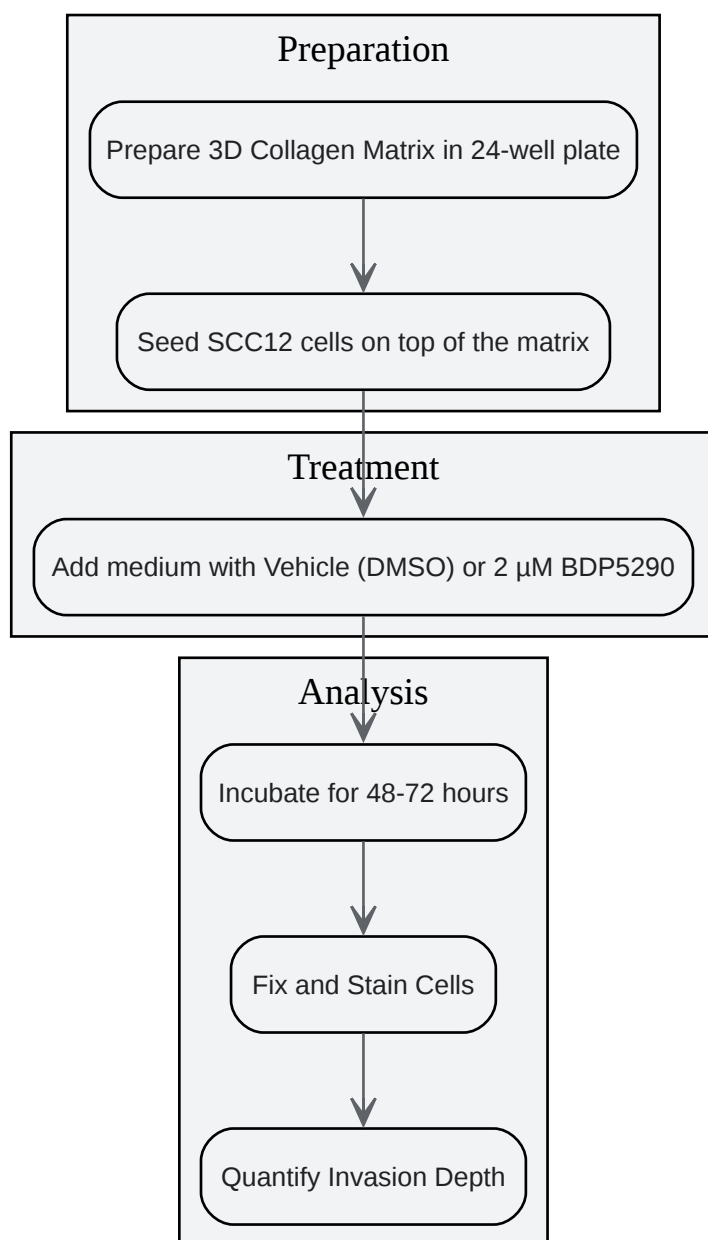 Preparation
Prepare 3D Collagen Matrix in 24-well plate
Seed SCC12 cells on top of the matrix
Treatment
Add medium with Vehicle (DMSO) or 2 µM BDP5290
Analysis
Incubate for 48-72 hours
Fix and Stain Cells
Quantify Invasion Depth